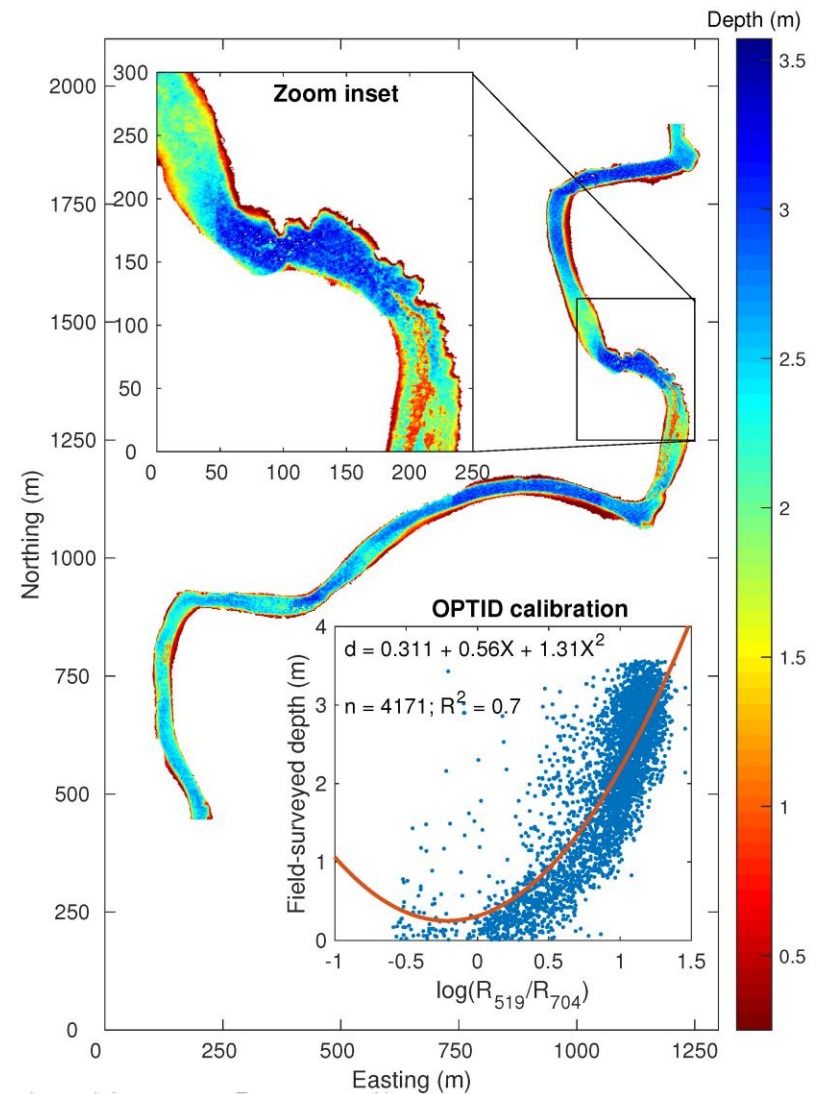 Depth (m)
3.5
3
2.5
2
1.5
1
0.5
Zoom inset
300
250
200
150
100
50
0
0 50 100 150 200 250
2000
1750
1500
1250
1000
750
500
250
0
Northing (m)
OPTID calibration
d = 0.311 + 0.56X + 1.31X²
n = 4171; R² = 0.7
4
3
2
1
0
Field-surveyed depth (m)
-1 -0.5 0 0.5 1 1.5
log(R₅₁₉/R₇₀₄)
0 250 500 750 1000 1250
Easting (m)